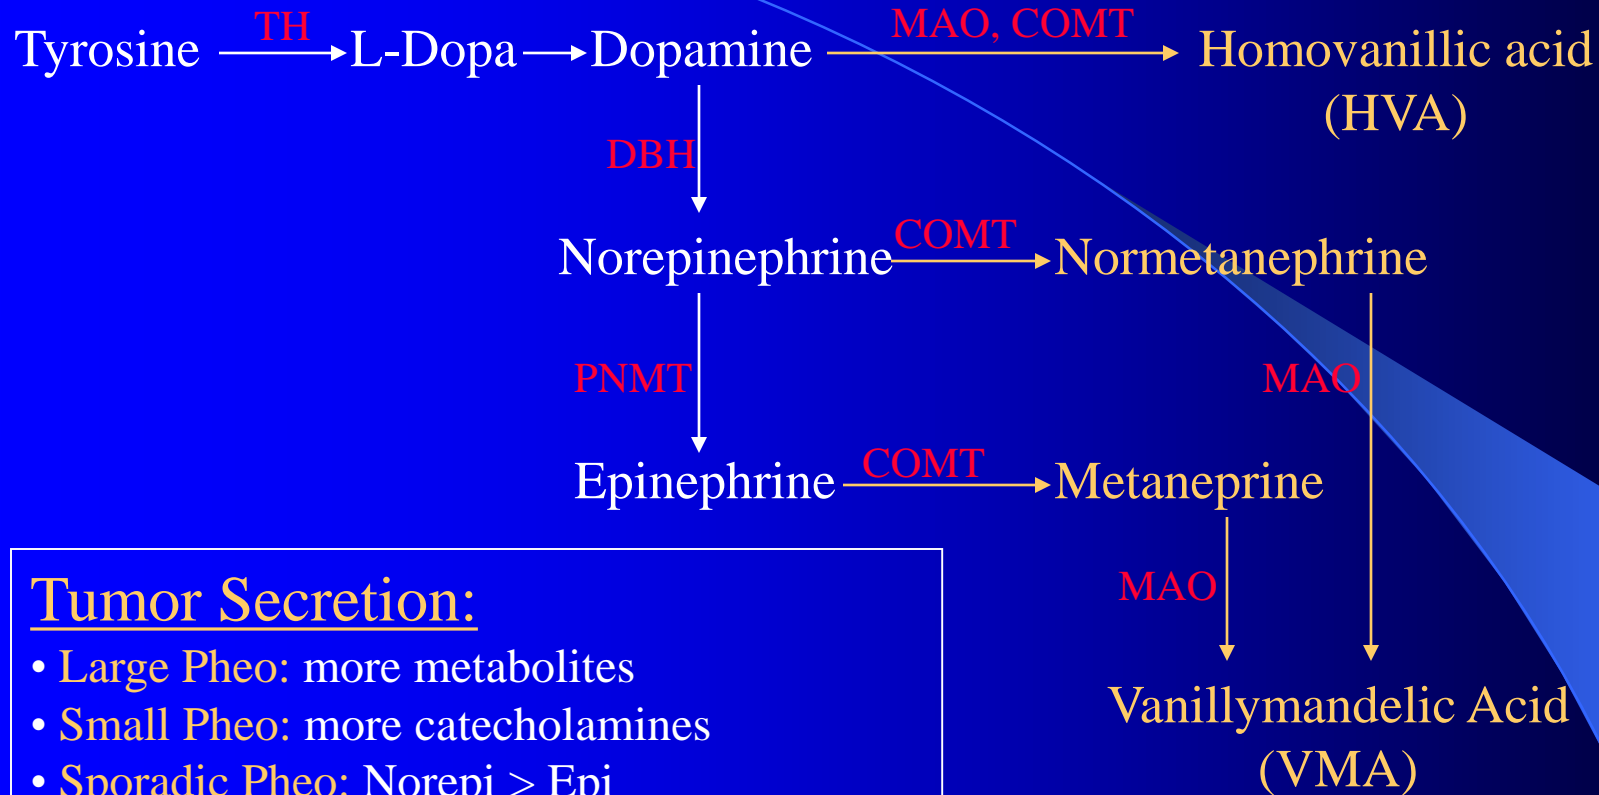 TH MAO, COMT
Tyrosine L-Dopa Dopamine Homovanillic acid
(HVA)
DBH
COMT
Norepinephrine Normetanephrine
PNMT MAO
COMT
Epinephrine Metaneprine
MAO
Tumor Secretion:
• Large Pheo: more metabolites
• Small Pheo: more catecholamines
• Sporadic Pheo: Norepi > Epi
Vanillymandelic Acid
(VMA)